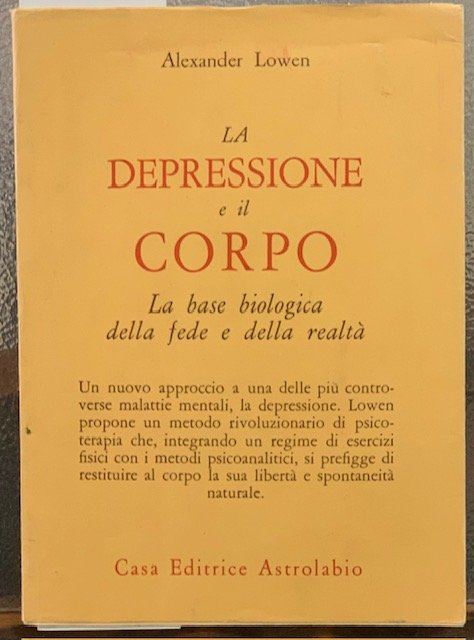 Alexander Lowen
LA
DEPRESSIONE
e il
CORPO
La base biologica
della fede e della realtà
Un nuovo approccio a una delle più contro-
verse malattie mentali, la depressione. Lowen
propone un metodo rivoluzionario di psico-
terapia che, integrando un regime di esercizi
fisici con i metodi psicoanalitici, si prefigge di
restituire al corpo la sua libertà e spontaneità
naturale.
Casa Editrice Astrolabio